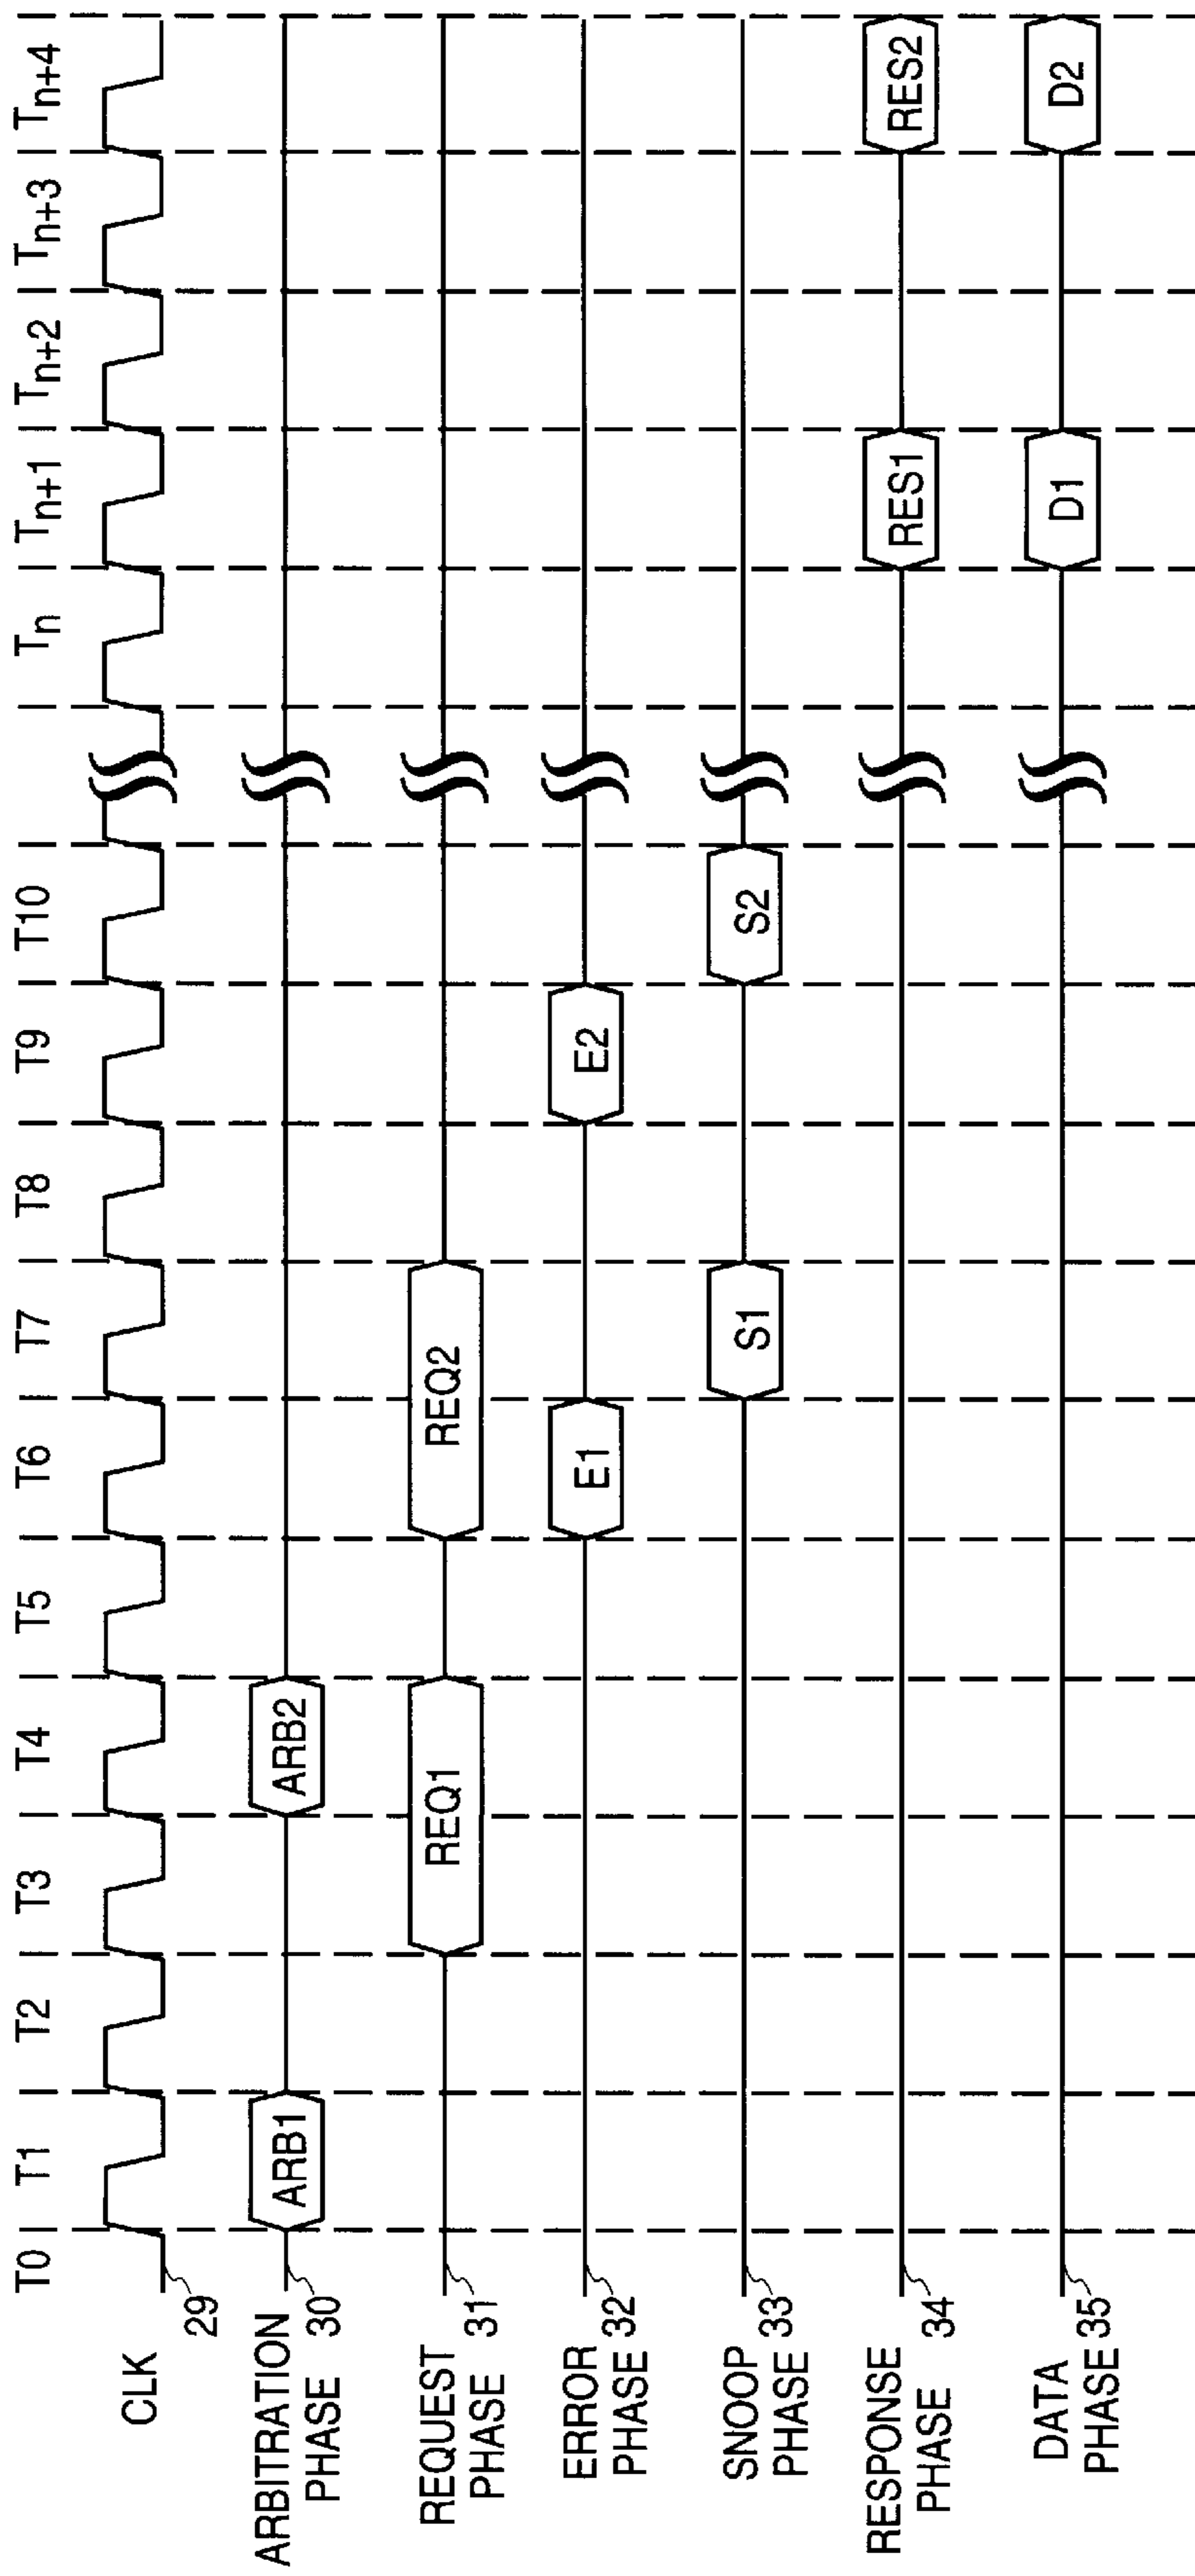 T0 T1 T2 T3 T4 T5 T6 T7 T8 T9 T10 Tn Tn+1 Tn+2 Tn+3 Tn+4
CLK
29
ARBITRATION
PHASE 30
ARB1 ARB2
REQUEST
PHASE 31
REQ1 REQ2
ERROR
PHASE 32
E1 E2
SNOOP
PHASE 33
S1 S2
RESPONSE
PHASE 34
RES1 RES2
DATA
PHASE 35
D1 D2